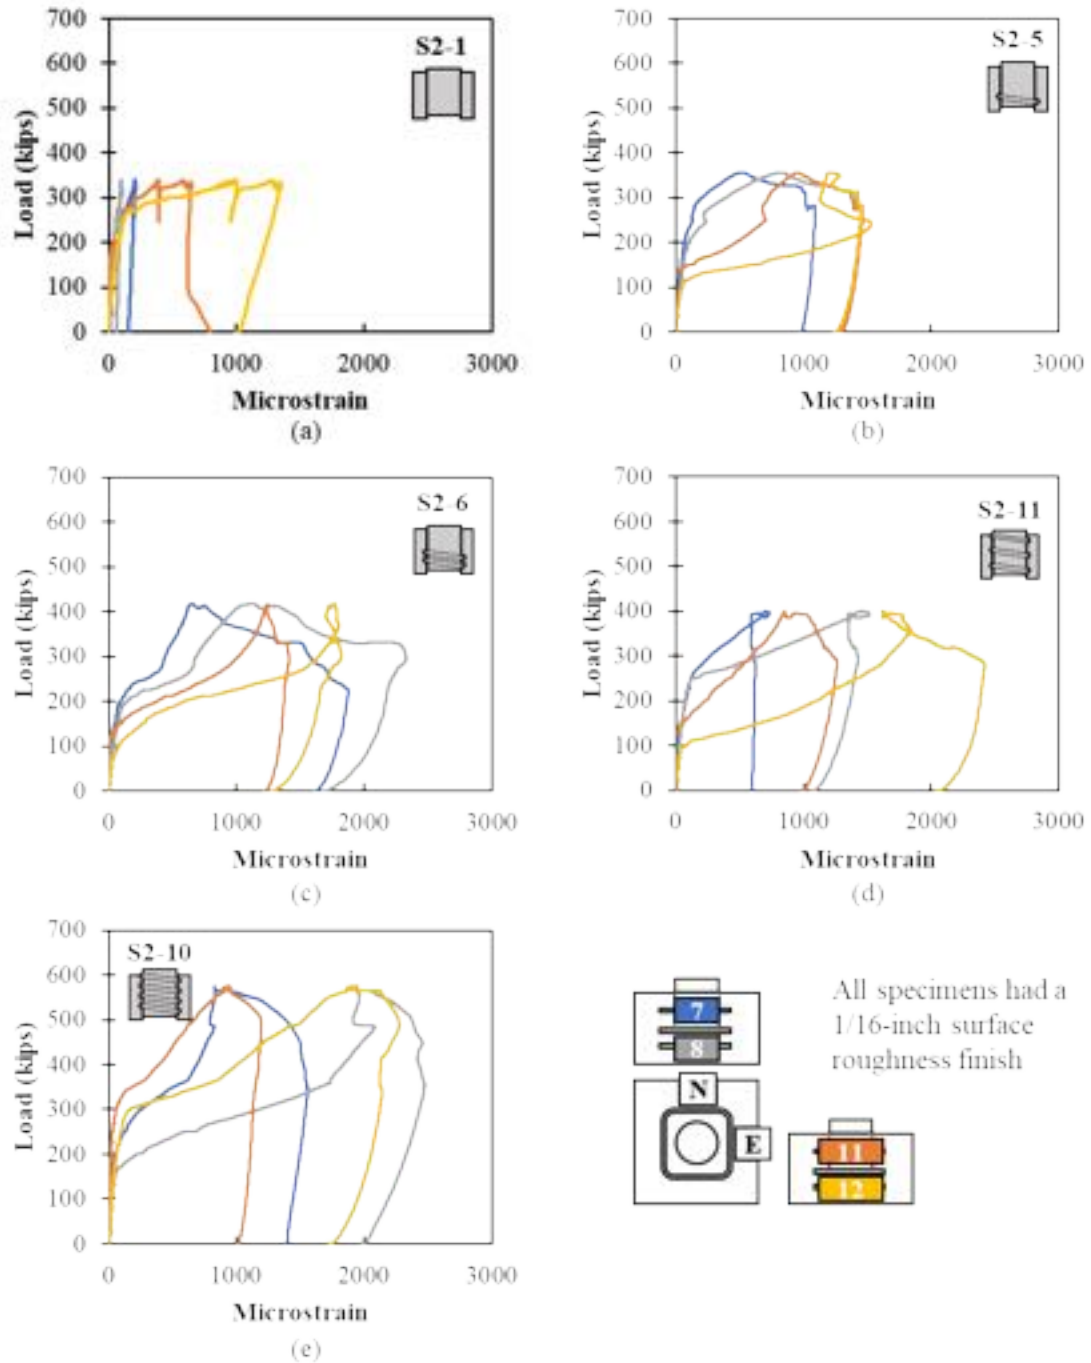 700
600
500
400
300
200
100
0
Load (kips)
S2-1
0 1000 2000 3000
Microstrain
(a)
700
600
500
400
300
200
100
0
Load (kips)
S2-5
0 1000 2000 3000
Microstrain
(b)
700
600
500
400
300
200
100
0
Load (kips)
S2-6
0 1000 2000 3000
Microstrain
(c)
700
600
500
400
300
200
100
0
Load (kips)
S2-11
0 1000 2000 3000
Microstrain
(d)
700
600
500
400
300
200
100
0
Load (kips)
S2-10
0 1000 2000 3000
Microstrain
(e)
7
8
N
E
11
12
All specimens had a
1/16-inch surface
roughness finish